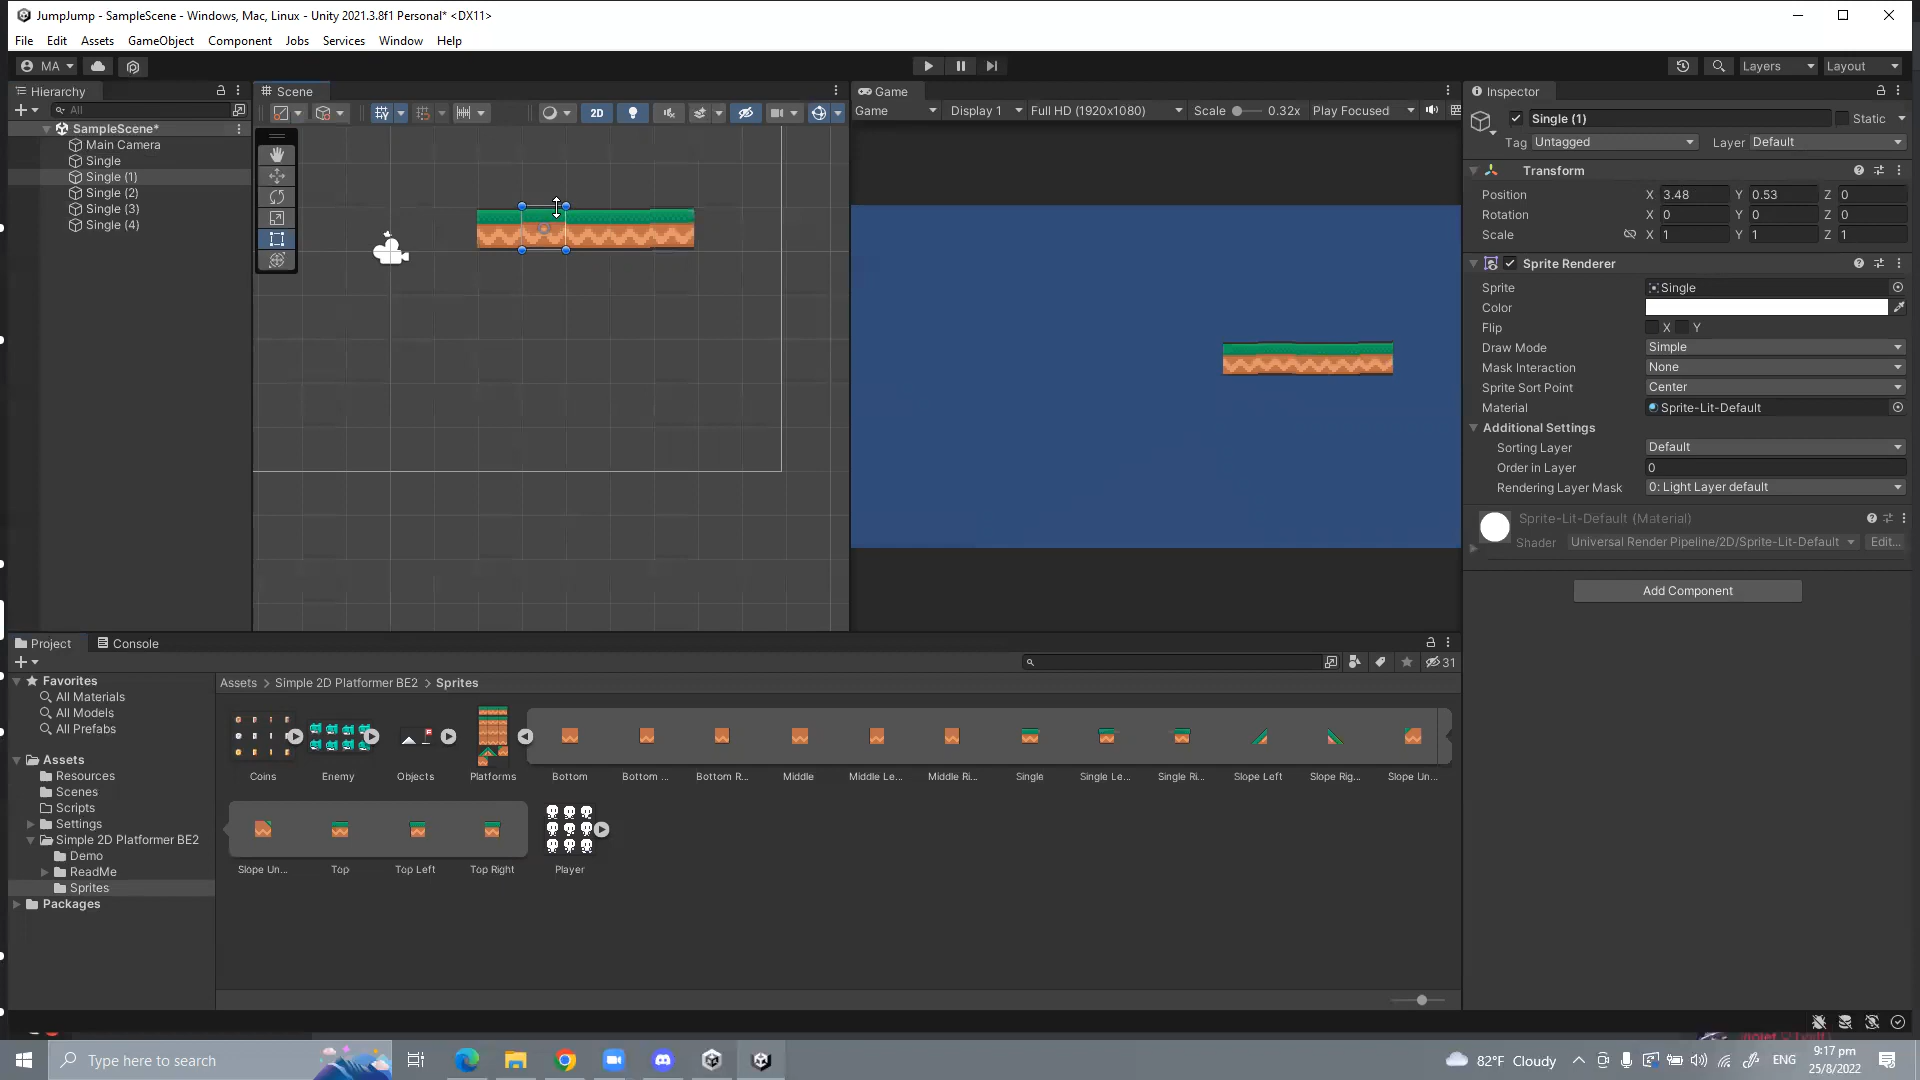 JumpJump - SampleScene - Windows, Mac, Linux - Unity 2021.3.8f1 Personal* <DX11>
File Edit Assets GameObject Component Jobs Services Window Help
MA
Layers
Layout
Hierarchy
Scene
Game
Inspector
All
2D
Game
Display 1
Full HD (1920x1080)
Scale
0.32x
Play Focused
SampleScene*
Main Camera
Single
Single (1)
Single (2)
Single (3)
Single (4)
Single (1)
Static
Tag Untagged
Layer Default
Transform
Position X 3.48 Y 0.53 Z 0
Rotation X 0 Y 0 Z 0
Scale X 1 Y 1 Z 1
Sprite Renderer
Sprite Single
Color
Flip X Y
Draw Mode Simple
Mask Interaction None
Sprite Sort Point Center
Material Sprite-Lit-Default
Additional Settings
Sorting Layer Default
Order in Layer 0
Rendering Layer Mask 0: Light Layer default
Sprite-Lit-Default (Material)
Shader Universal Render Pipeline/2D/Sprite-Lit-Default Edit...
Add Component
Project
Console
31
Favorites
All Materials
All Models
All Prefabs
Assets
Resources
Scenes
Scripts
Settings
Simple 2D Platformer BE2
Demo
ReadMe
Sprites
Packages
Assets > Simple 2D Platformer BE2 > Sprites
Coins Enemy Objects Platforms Bottom Bottom ... Bottom R... Middle Middle Le... Middle Ri... Single Single Le... Single Ri... Slope Left Slope Rig... Slope Un...
Slope Un... Top Top Left Top Right Player
Type here to search
82°F Cloudy
ENG
9:17 pm
25/8/2022